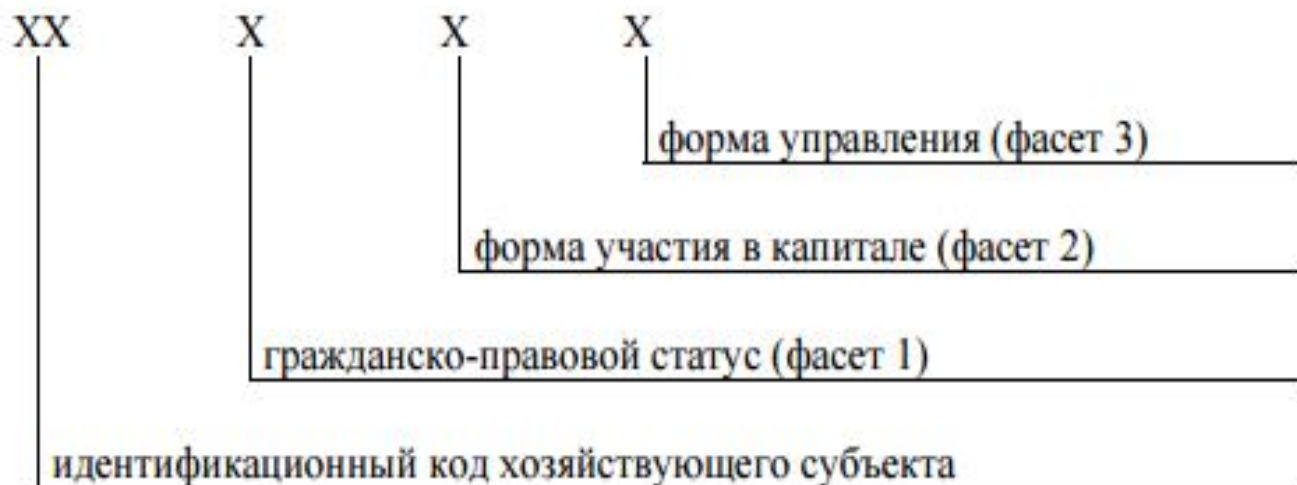 XX X X X
форма управления (фасет 3)
форма участия в капитале (фасет 2)
гражданско-правовой статус (фасет 1)
идентификационный код хозяйствующего субъекта